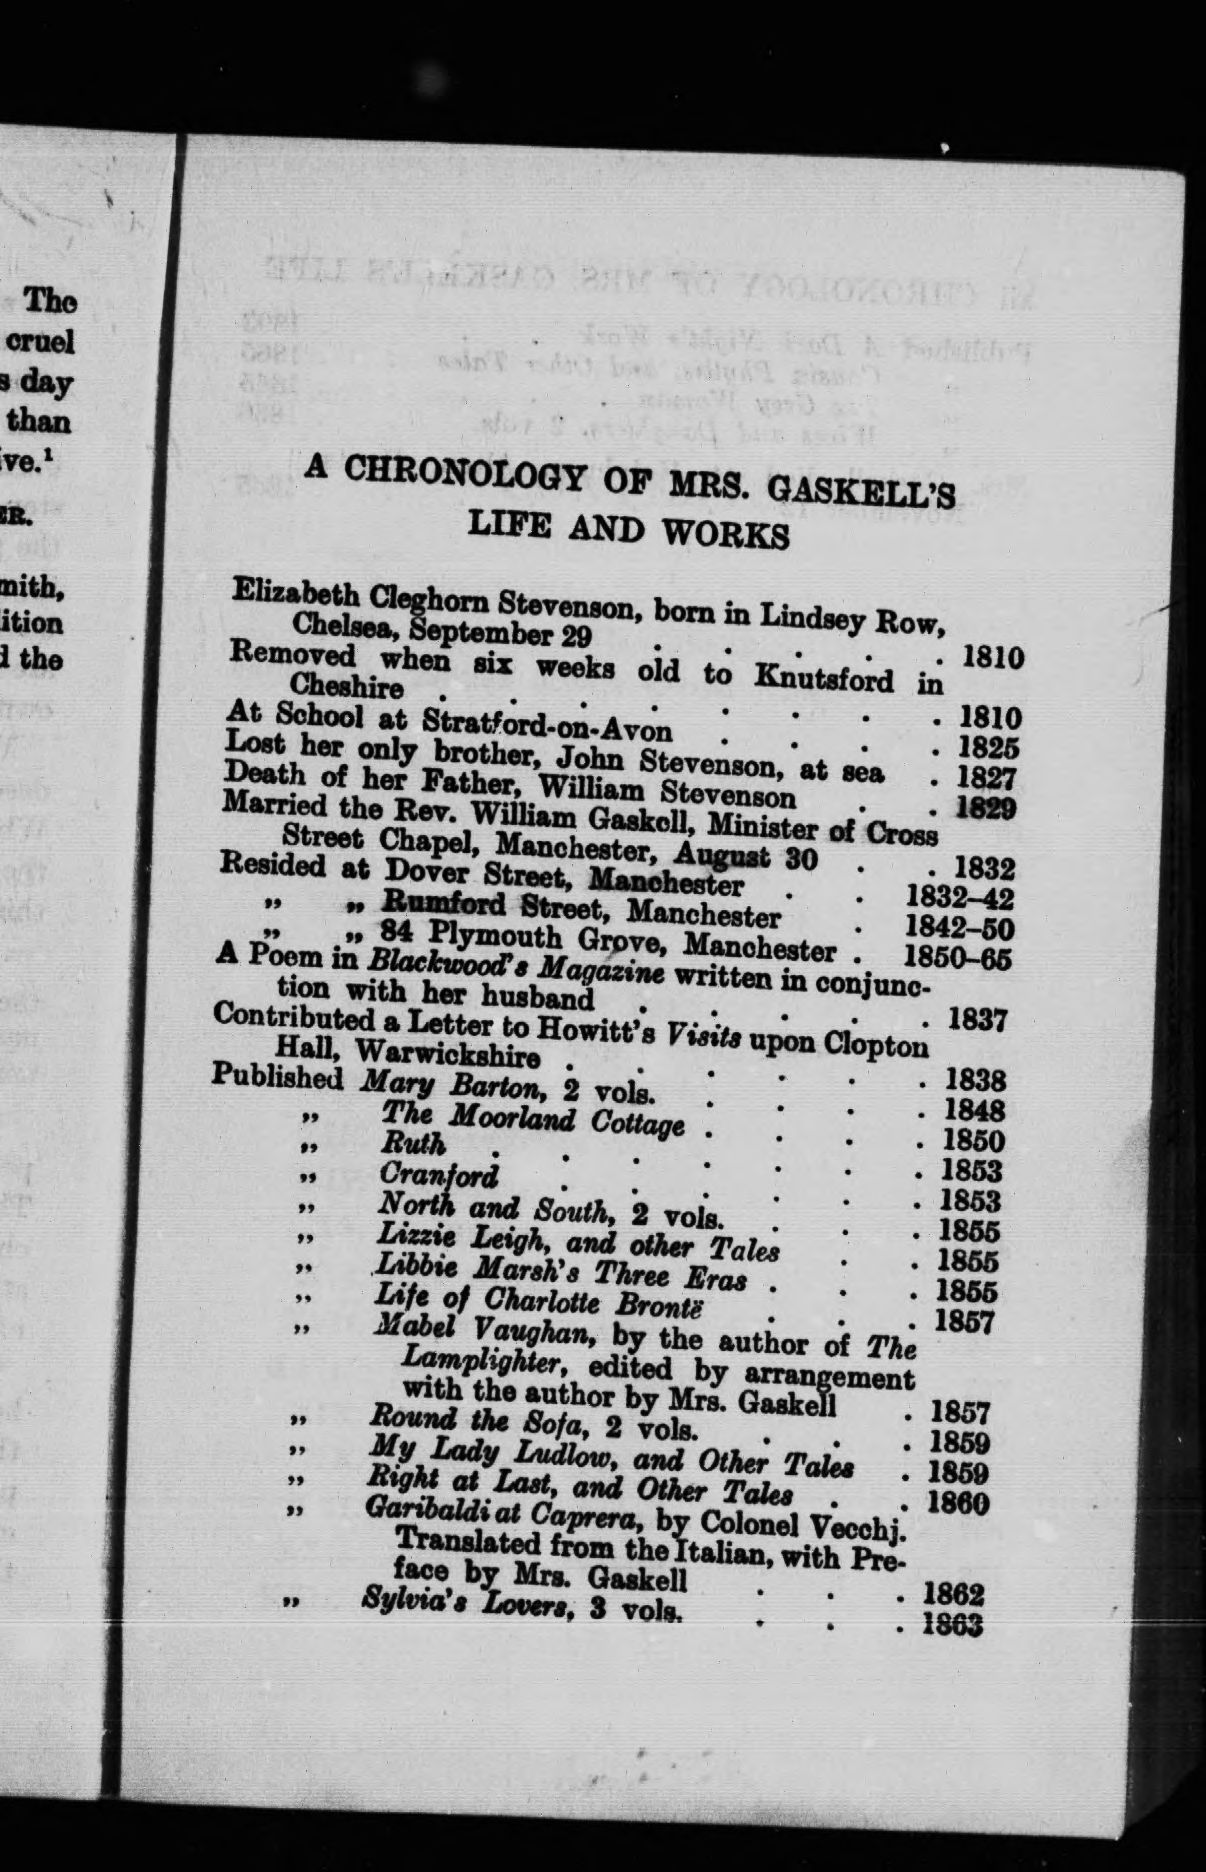 The
cruel
s day
than
ive.¹
ER.
mith,
ition
d the
A CHRONOLOGY OF MRS. GASKELL'S
LIFE AND WORKS
Elizabeth Cleghorn Stevenson, born in Lindsey Row,
Chelsea, September 29 . . . . . 1810
Removed when six weeks old to Knutsford in
Cheshire . . . . . . . . 1810
At School at Stratford-on-Avon . . . . 1825
Lost her only brother, John Stevenson, at sea . 1827
Death of her Father, William Stevenson . . 1829
Married the Rev. William Gaskell, Minister of Cross
Street Chapel, Manchester, August 30 . . 1832
Resided at Dover Street, Manchester . . 1832–42
„ „ Rumford Street, Manchester . 1842–50
„ „ 84 Plymouth Grove, Manchester . 1850–65
A Poem in Blackwood's Magazine written in conjunc-
tion with her husband . . . . . 1837
Contributed a Letter to Howitt's Visits upon Clopton
Hall, Warwickshire . . . . . . 1838
Published Mary Barton, 2 vols. . . . . 1848
„ The Moorland Cottage . . . . 1850
„ Ruth . . . . . . . 1853
„ Cranford . . . . . . 1853
„ North and South, 2 vols. . . . 1855
„ Lizzie Leigh, and other Tales . . 1855
„ Libbie Marsh's Three Eras . . . 1855
„ Life of Charlotte Brontë . . . 1857
„ Mabel Vaughan, by the author of The
Lamplighter, edited by arrangement
with the author by Mrs. Gaskell . 1857
„ Round the Sofa, 2 vols. . . . 1859
„ My Lady Ludlow, and Other Tales . 1859
„ Right at Last, and Other Tales . . 1860
„ Garibaldi at Caprera, by Colonel Vecchj.
Translated from the Italian, with Pre-
face by Mrs. Gaskell . . . 1862
„ Sylvia's Lovers, 3 vols. . . . 1863